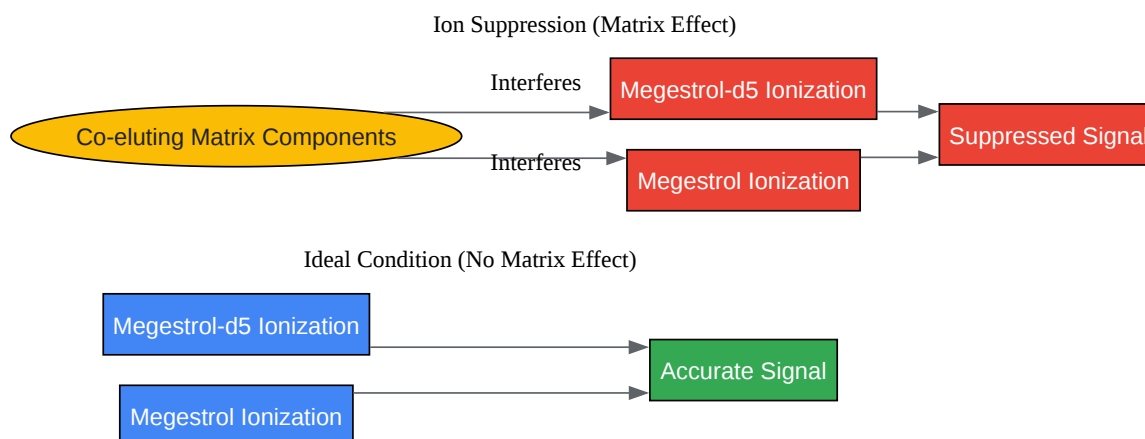 Ion Suppression (Matrix Effect)
Interferes
Megestrol-d5 Ionization
Co-eluting Matrix Components
Suppressed Signal
Interferes
Megestrol Ionization
Ideal Condition (No Matrix Effect)
Megestrol-d5 Ionization
Accurate Signal
Megestrol Ionization